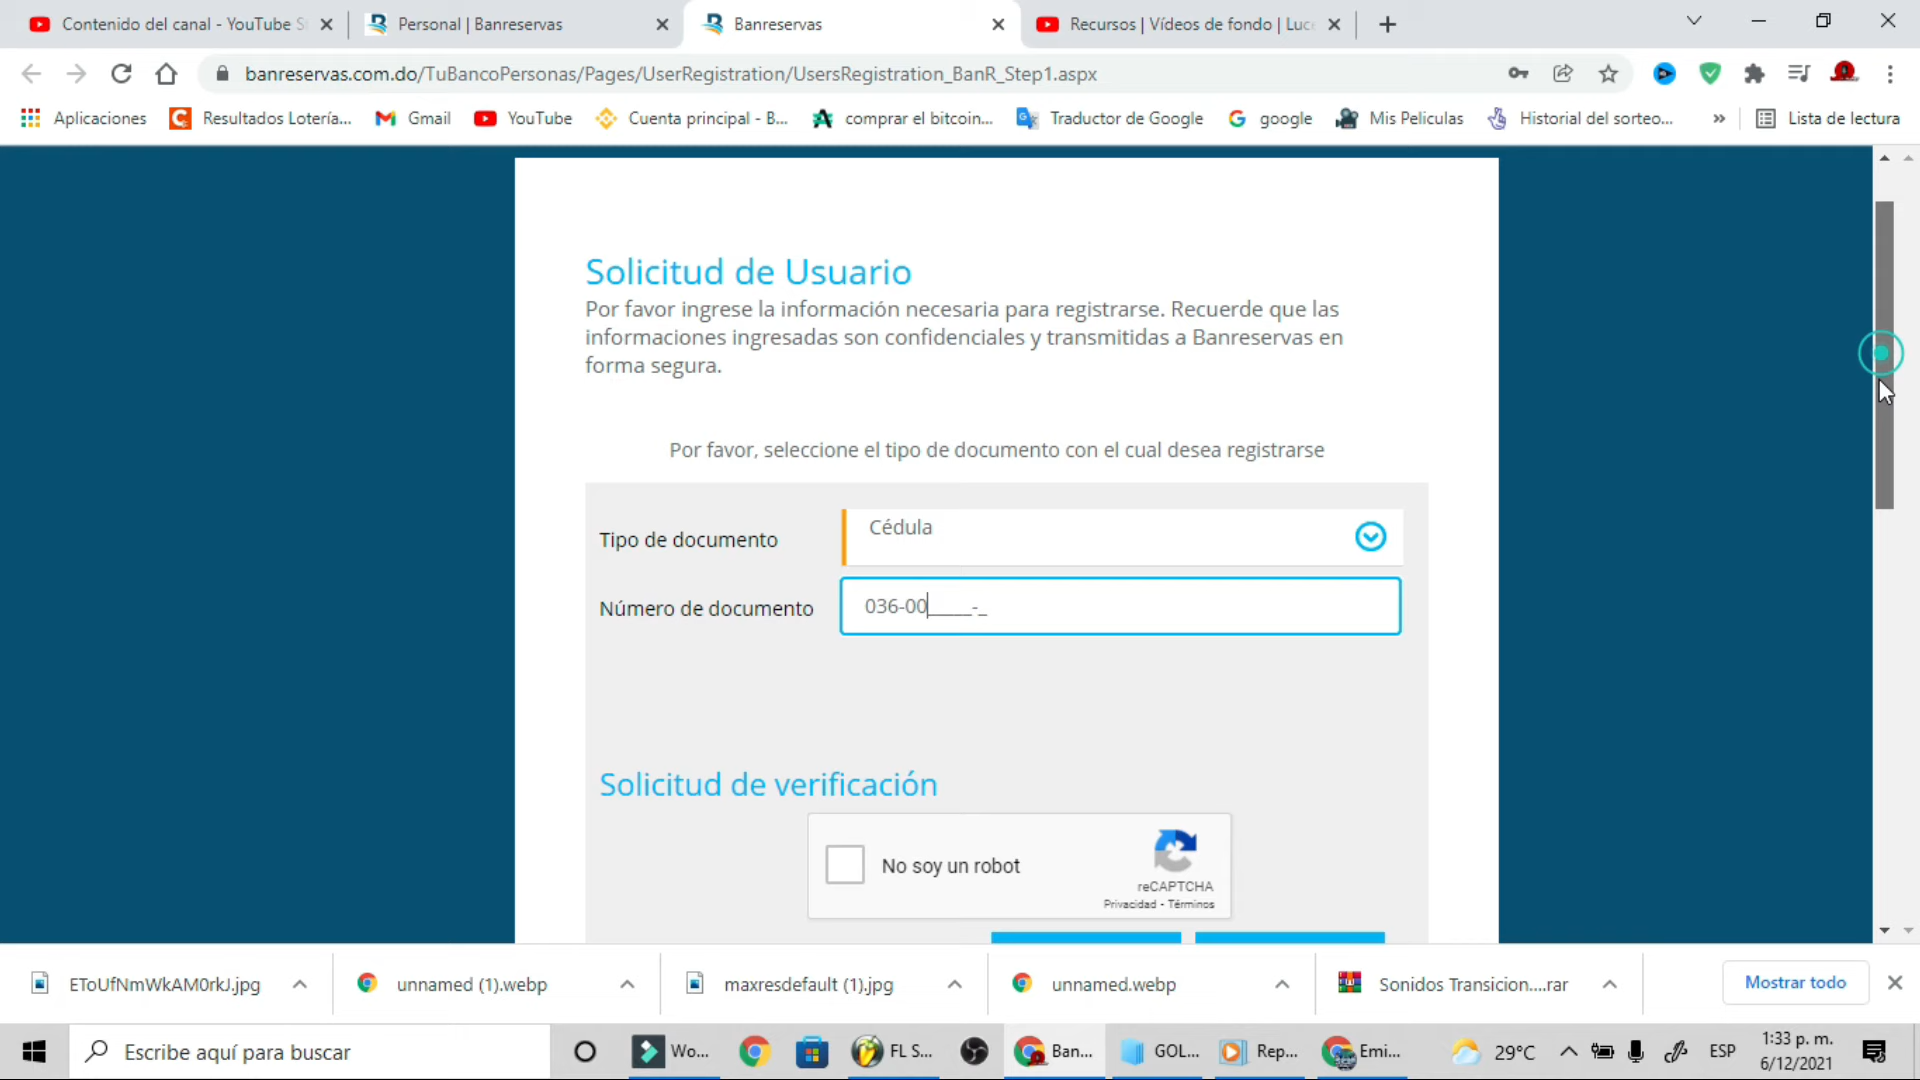 Contenido del canal - YouTube S
Personal | Banreservas
Banreservas
Recursos | Vídeos de fondo | Luc
banreservas.com.do/TuBancoPersonas/Pages/UserRegistration/UsersRegistration_BanR_Step1.aspx
Aplicaciones
Resultados Lotería...
Gmail
YouTube
Cuenta principal - B...
comprar el bitcoin...
Traductor de Google
google
Mis Peliculas
Historial del sorteo...
»
Lista de lectura
Solicitud de Usuario
Por favor ingrese la información necesaria para registrarse. Recuerde que las
informaciones ingresadas son confidenciales y transmitidas a Banreservas en
forma segura.
Por favor, seleccione el tipo de documento con el cual desea registrarse
Tipo de documento
Cédula
Número de documento
036-00_____-_
Solicitud de verificación
No soy un robot
reCAPTCHA
Privacidad - Términos
EToUfNmWkAM0rkJ.jpg
unnamed (1).webp
maxresdefault (1).jpg
unnamed.webp
Sonidos Transicion....rar
Mostrar todo
Escribe aquí para buscar
Wo...
FL S...
Ban...
GOL...
Rep...
Emi...
29°C
ESP
1:33 p. m.
6/12/2021